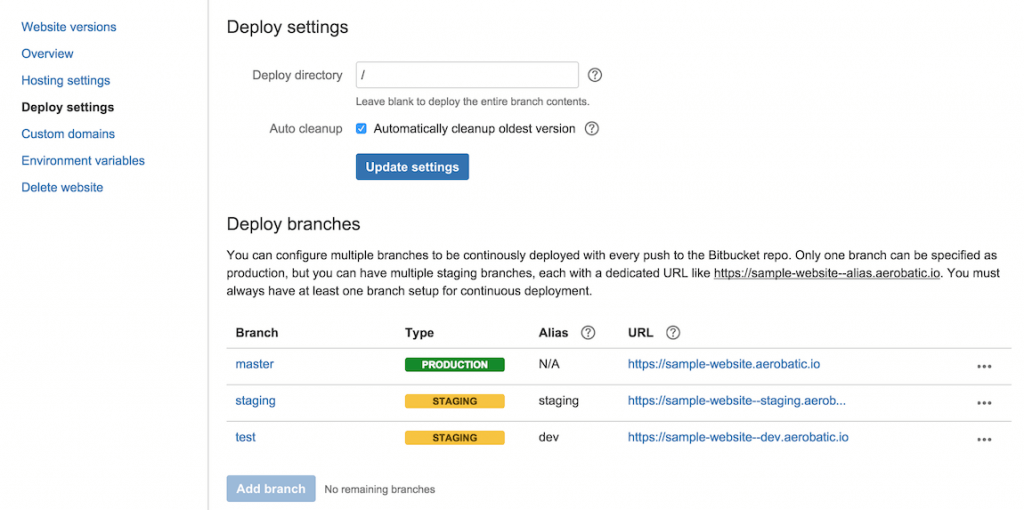 Website versions
Overview
Hosting settings
Deploy settings
Custom domains
Environment variables
Delete website
Deploy settings
Deploy directory / ?
Leave blank to deploy the entire branch contents.
Auto cleanup Automatically cleanup oldest version ?
Update settings
Deploy branches
You can configure multiple branches to be continously deployed with every push to the Bitbucket repo. Only one branch can be specified as
production, but you can have multiple staging branches, each with a dedicated URL like https://sample-website--alias.aerobatic.io. You must
always have at least one branch setup for continuous deployment.
Branch Type Alias ? URL ?
master PRODUCTION N/A https://sample-website.aerobatic.io
staging STAGING staging https://sample-website--staging.aerob...
test STAGING dev https://sample-website--dev.aerobatic.io
Add branch No remaining branches